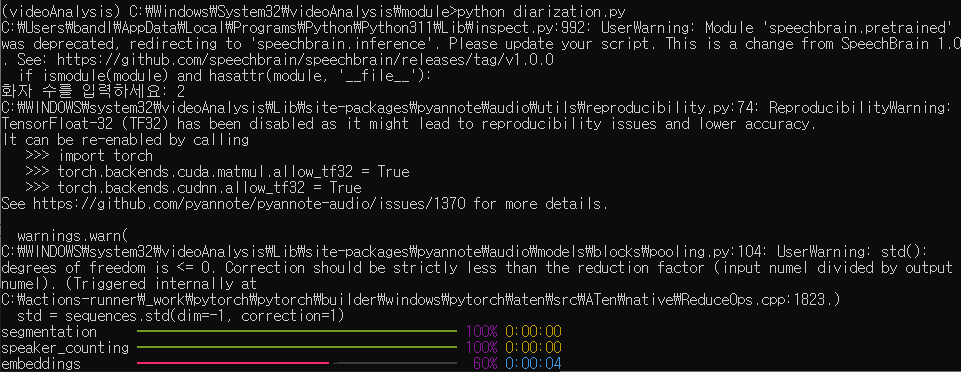 (videoAnalysis) C:₩Windows₩System32₩videoAnalysis₩module>python diarization.py
C:₩Users₩bandl₩AppData₩Local₩Programs₩Python₩Python311₩Lib₩inspect.py:992: UserWarning: Module 'speechbrain.pretrained'
was deprecated, redirecting to 'speechbrain.inference'. Please update your script. This is a change from SpeechBrain 1.0
. See: https://github.com/speechbrain/speechbrain/releases/tag/v1.0.0
if ismodule(module) and hasattr(module, '__file__'):
화자 수를 입력하세요: 2
C:₩WINDOWS₩system32₩videoAnalysis₩Lib₩site-packages₩pyannote₩audio₩utils₩reproducibility.py:74: ReproducibilityWarning:
TensorFloat-32 (TF32) has been disabled as it might lead to reproducibility issues and lower accuracy.
It can be re-enabled by calling
>>> import torch
>>> torch.backends.cuda.matmul.allow_tf32 = True
>>> torch.backends.cudnn.allow_tf32 = True
See https://github.com/pyannote/pyannote-audio/issues/1370 for more details.
warnings.warn(
C:₩WINDOWS₩system32₩videoAnalysis₩Lib₩site-packages₩pyannote₩audio₩models₩blocks₩pooling.py:104: UserWarning: std():
degrees of freedom is <= 0. Correction should be strictly less than the reduction factor (input numel divided by output
numel). (Triggered internally at
C:₩actions-runner₩_work₩pytorch₩pytorch₩builder₩windows₩pytorch₩aten₩src₩ATen₩native₩ReduceOps.cpp:1823.)
std = sequences.std(dim=-1, correction=1)
segmentation 100% 0:00:00
speaker_counting 100% 0:00:00
embeddings 60% 0:00:04